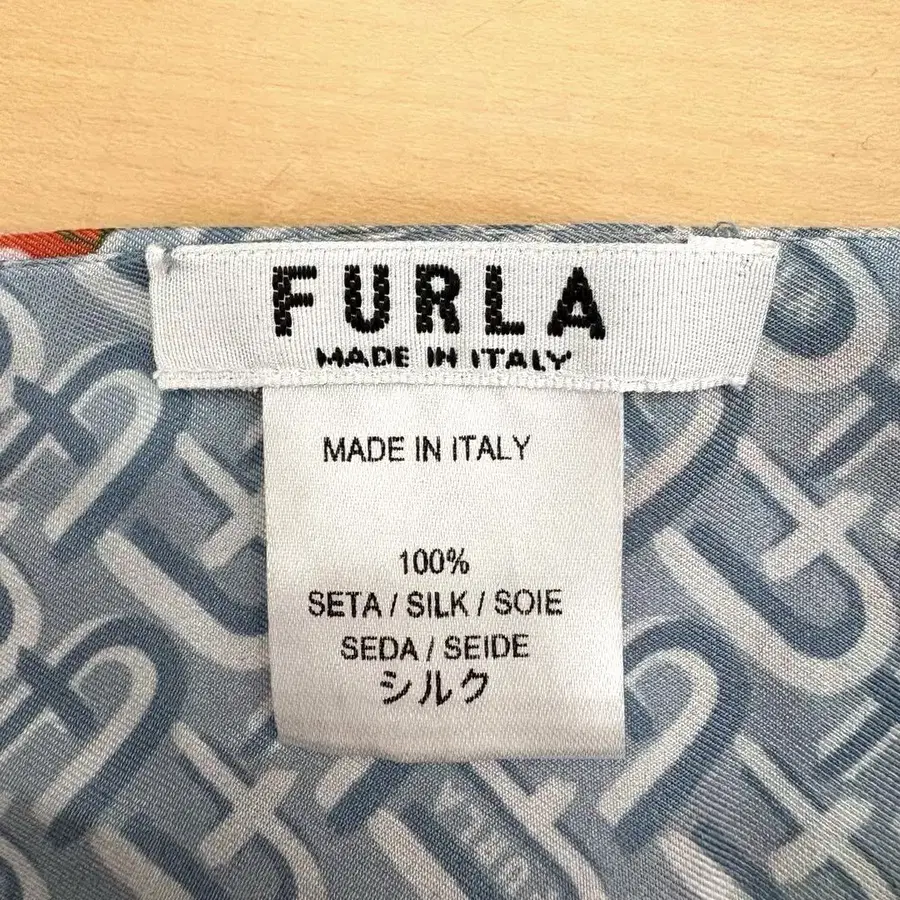 FURLA
MADE IN ITALY
MADE IN ITALY
100%
SETA / SILK / SOIE
SEDA / SEIDE
シルク